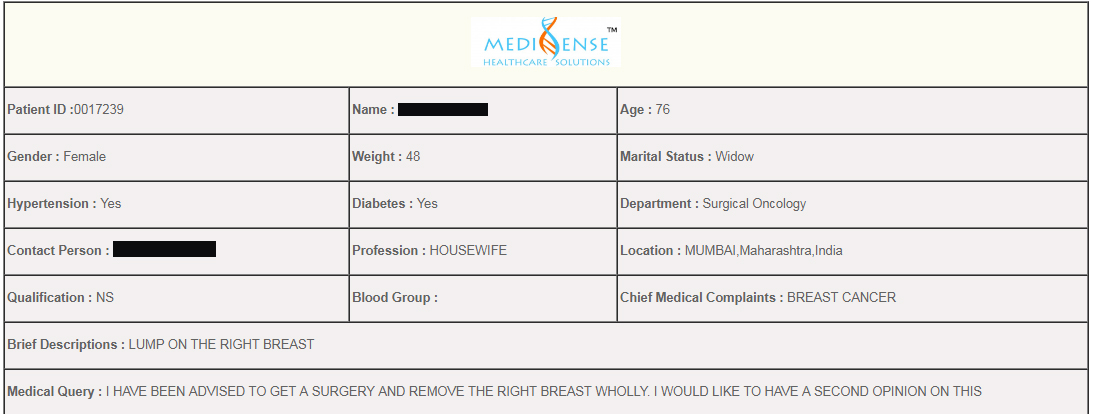 MEDISENSE™
HEALTHCARE SOLUTIONS
Patient ID :0017239 Name : Age : 76
Gender : Female Weight : 48 Marital Status : Widow
Hypertension : Yes Diabetes : Yes Department : Surgical Oncology
Contact Person : Profession : HOUSEWIFE Location : MUMBAI,Maharashtra,India
Qualification : NS Blood Group : Chief Medical Complaints : BREAST CANCER
Brief Descriptions : LUMP ON THE RIGHT BREAST
Medical Query : I HAVE BEEN ADVISED TO GET A SURGERY AND REMOVE THE RIGHT BREAST WHOLLY. I WOULD LIKE TO HAVE A SECOND OPINION ON THIS